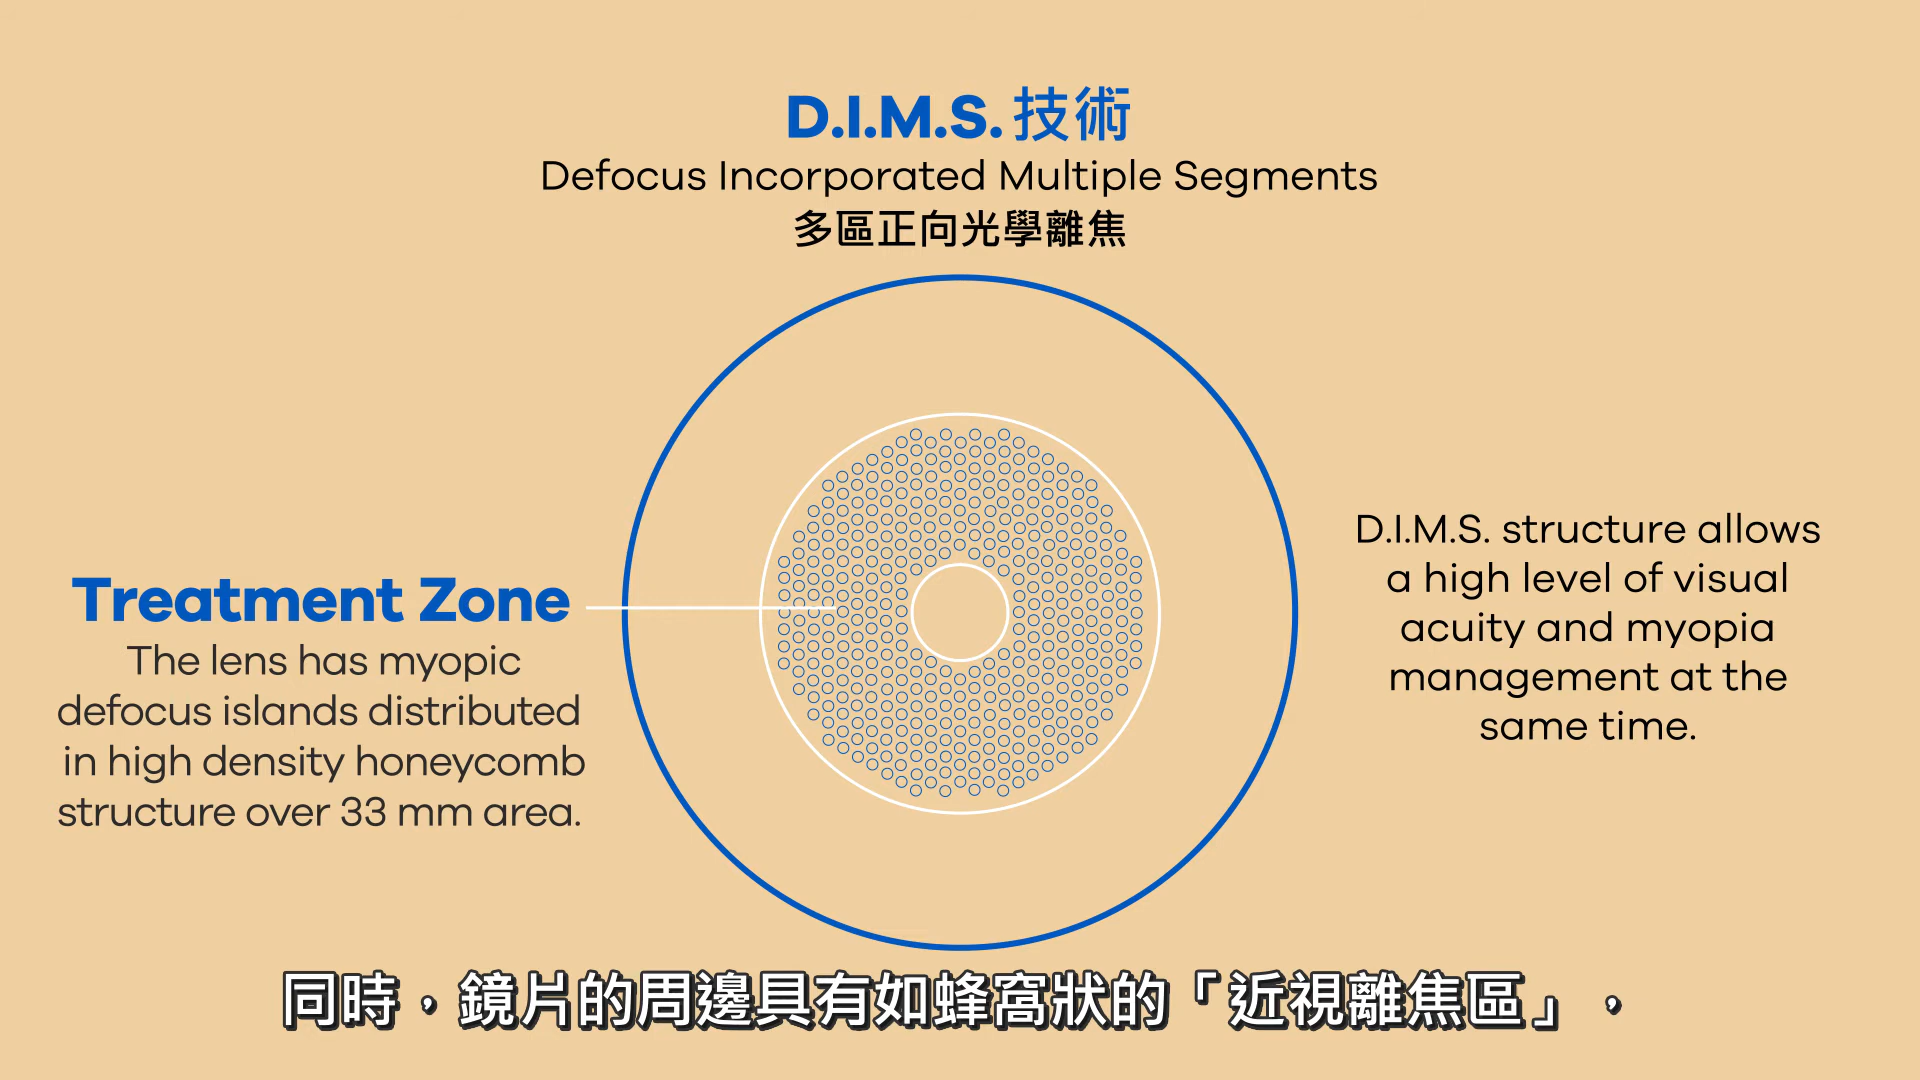 D.I.M.S.技術
Defocus Incorporated Multiple Segments
多區正向光學離焦
Treatment Zone
The lens has myopic
defocus islands distributed
in high density honeycomb
structure over 33 mm area.
D.I.M.S. structure allows
a high level of visual
acuity and myopia
management at the
same time.
同時，鏡片的周邊具有如蜂窩狀的「近視離焦區」，